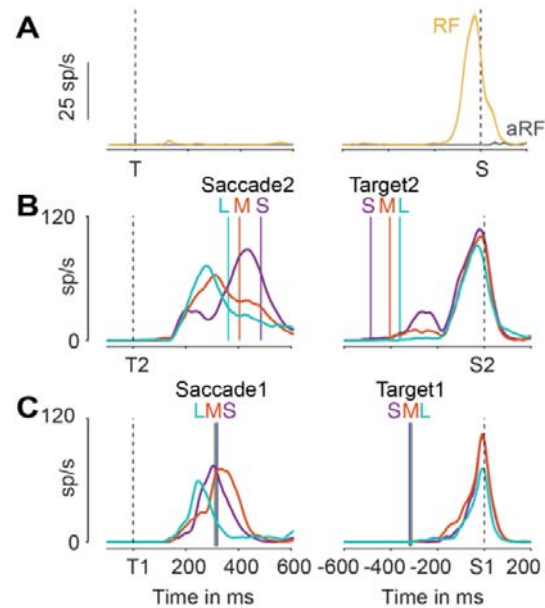 A
25 sp/s
RF
aRF
T
S
B
Saccade2
L M S
Target2
S M L
120
sp/s
0
T2
S2
C
Saccade1
LMS
Target1
SML
120
sp/s
0
T1 200 400 600
-600 -400 -200 S1 200
Time in ms
Time in ms